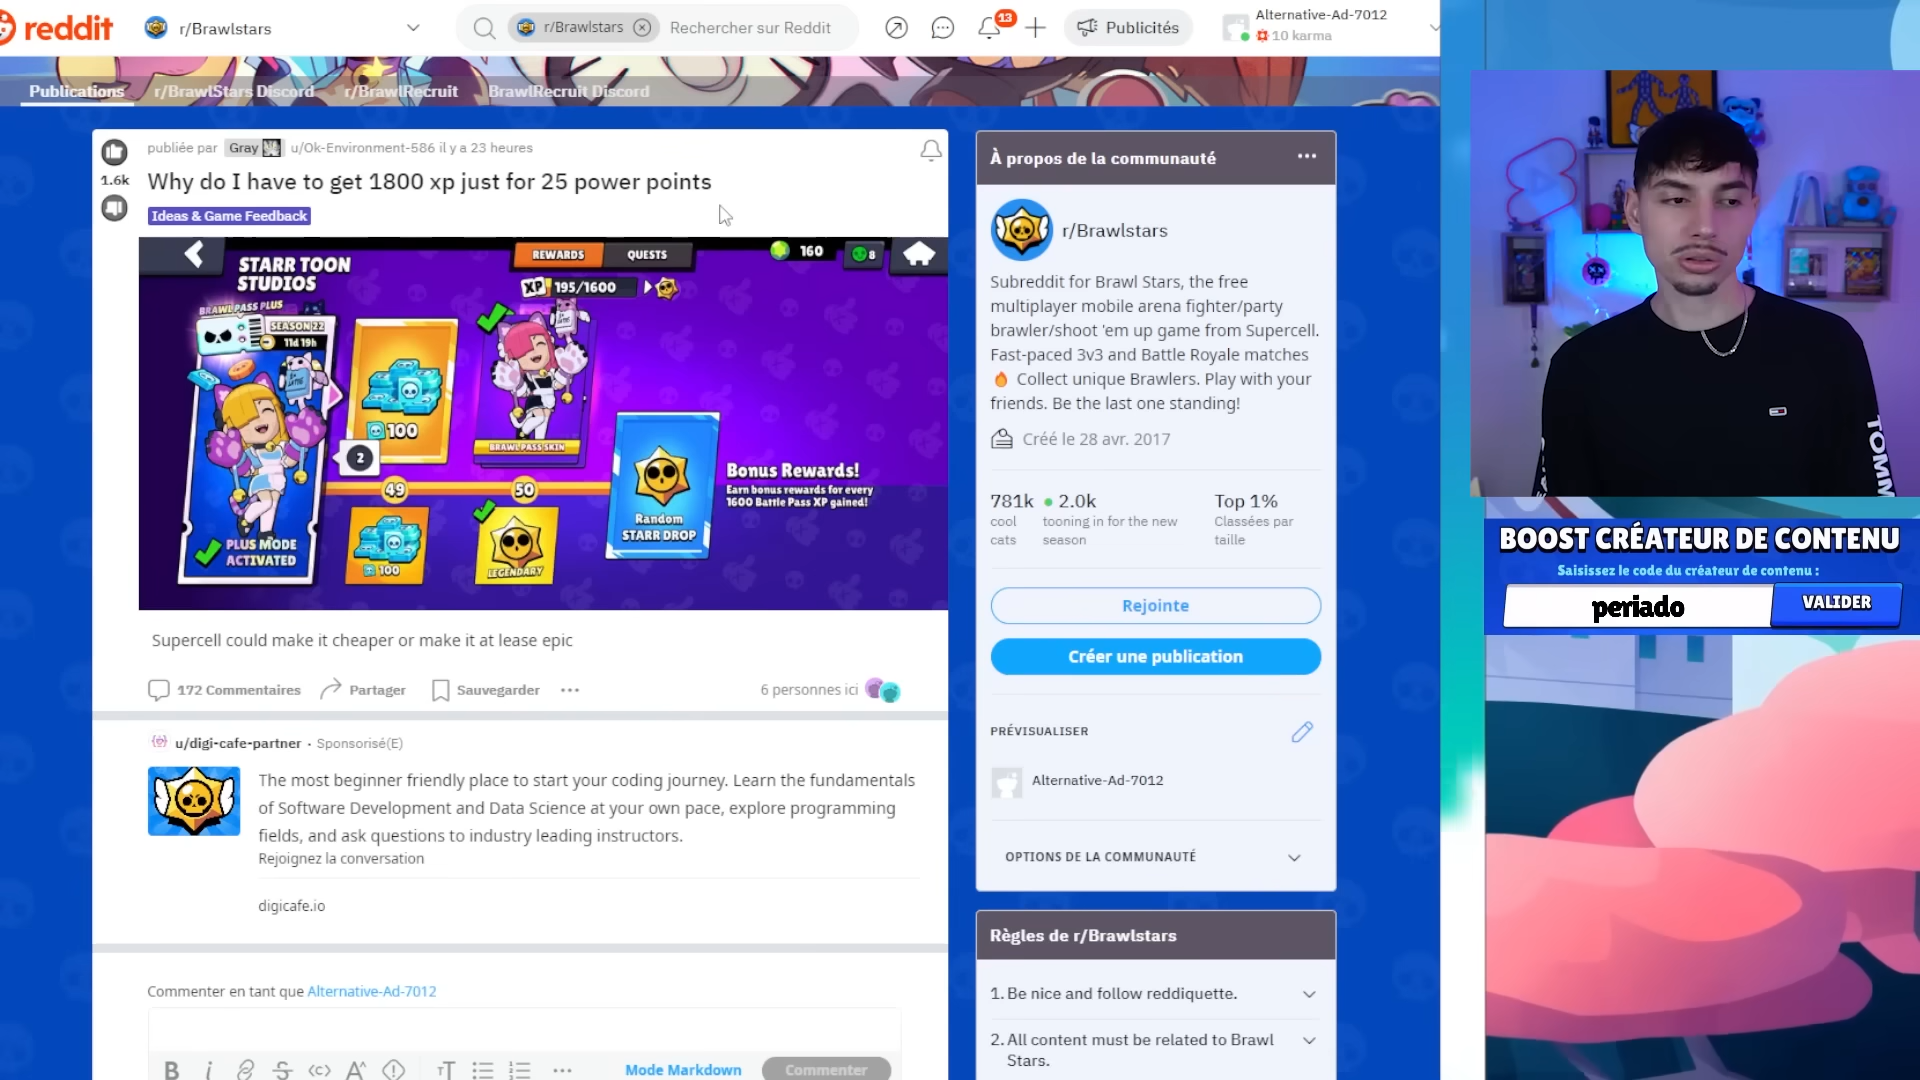 reddit
r/Brawlstars
r/Brawlstars
Rechercher sur Reddit
13
Publicités
Alternative-Ad-7012
10 karma
Publications
r/BrawlStars Discord
r/BrawlRecruit
BrawlRecruit Discord
publiée par Gray u/Ok-Environment-586 il y a 23 heures
1.6k
Why do I have to get 1800 xp just for 25 power points
Ideas & Game Feedback
STARR TOON
STUDIOS
REWARDS
QUESTS
160
8
XP 195/1600
BRAWL PASS PLUS
SEASON 22
11d 19h
100
BRAWL PASS SKIN
2
49
50
100
LEGENDARY
PLUS MODE
ACTIVATED
Random
STARR DROP
Bonus Rewards!
Earn bonus rewards for every
1600 Battle Pass XP gained!
Supercell could make it cheaper or make it at lease epic
172 Commentaires
Partager
Sauvegarder
6 personnes ici
u/digi-cafe-partner · Sponsorisé(E)
The most beginner friendly place to start your coding journey. Learn the fundamentals
of Software Development and Data Science at your own pace, explore programming
fields, and ask questions to industry leading instructors.
Rejoignez la conversation
digicafe.io
Commenter en tant que Alternative-Ad-7012
B i S <c> A T
Mode Markdown
Commenter
À propos de la communauté
r/Brawlstars
Subreddit for Brawl Stars, the free
multiplayer mobile arena fighter/party
brawler/shoot 'em up game from Supercell.
Fast-paced 3v3 and Battle Royale matches
🔥 Collect unique Brawlers. Play with your
friends. Be the last one standing!
Créé le 28 avr. 2017
781k
cool
cats
2.0k
tooning in for the new
season
Top 1%
Classées par
taille
Rejointe
Créer une publication
PRÉVISUALISER
Alternative-Ad-7012
OPTIONS DE LA COMMUNAUTÉ
Règles de r/Brawlstars
1. Be nice and follow reddiquette.
2. All content must be related to Brawl
Stars.
TOMM
BOOST CRÉATEUR DE CONTENU
Saisissez le code du créateur de contenu :
periado
VALIDER